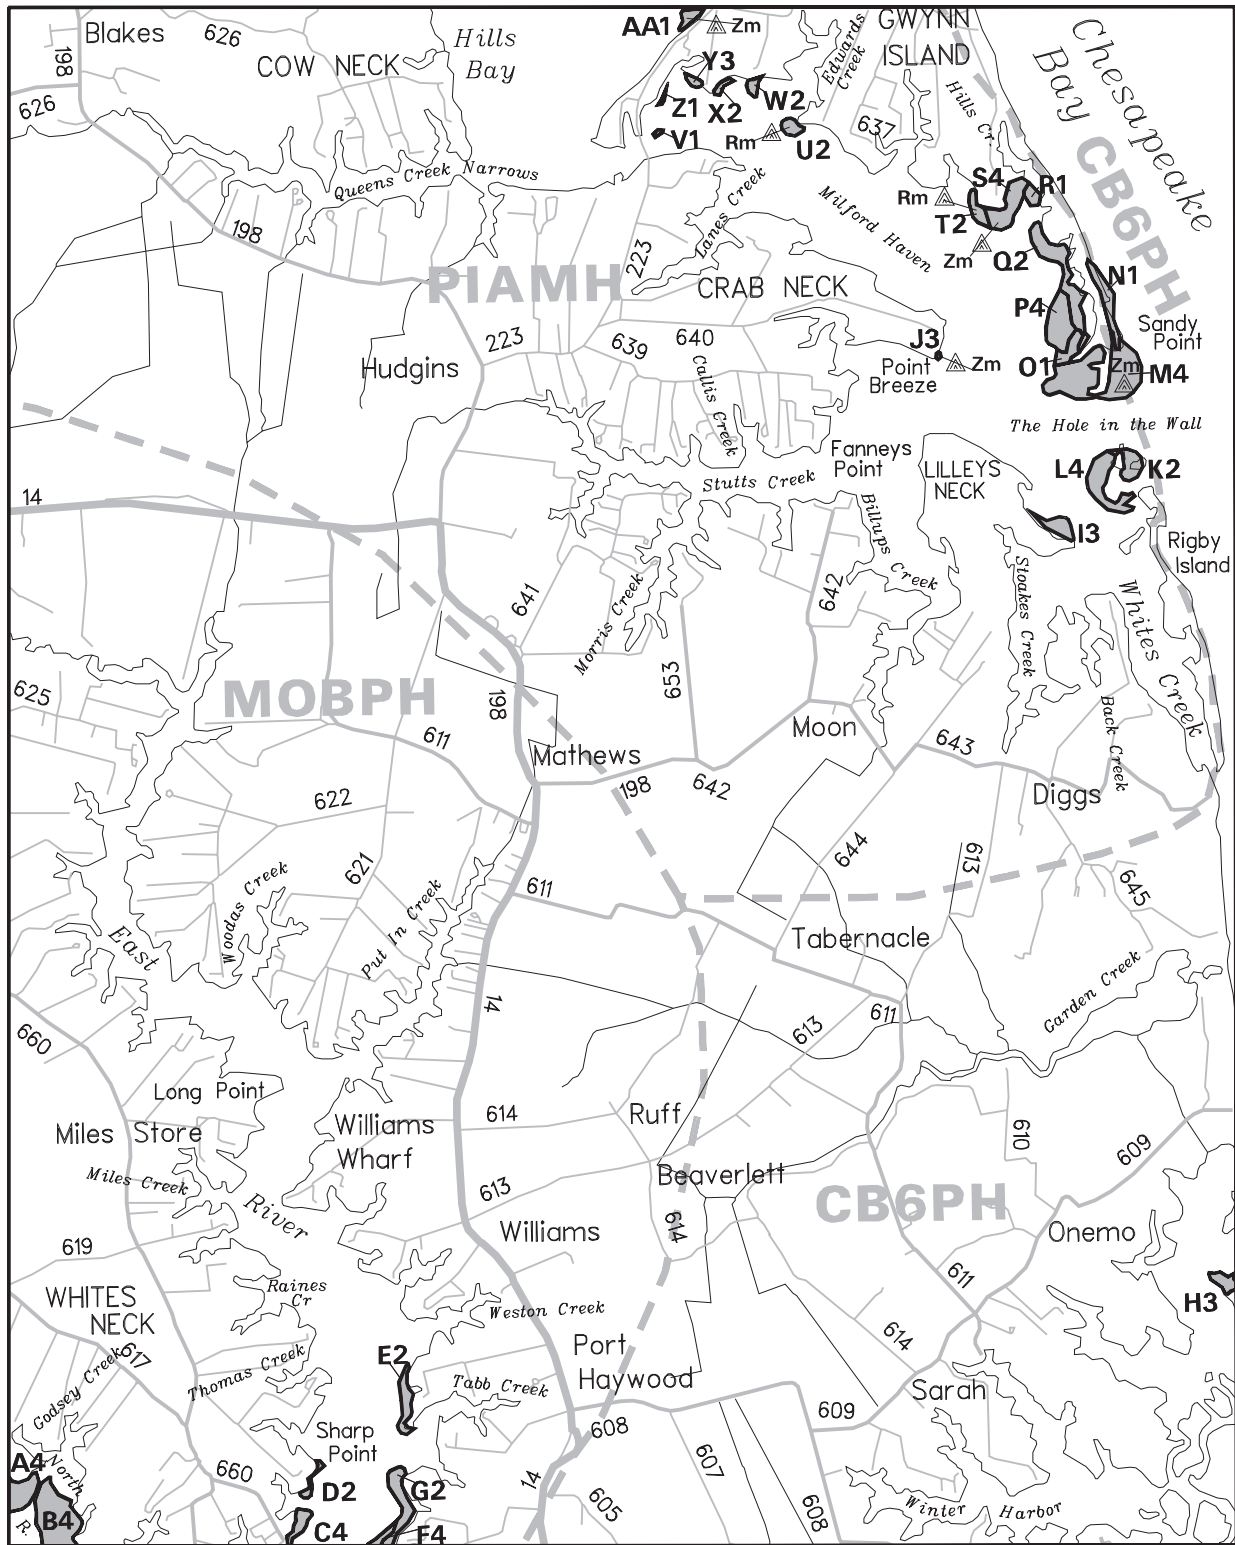 AA1
Zm
GWYNN
ISLAND
Blakes
626
COW NECK
Hills
Bay
198
626
Edwards
Creek
Chesapeake
Bay
Y3
Z1
X2
W2
V1
Rm
U2
637
Hills Cr.
CB6PH
Queens Creek Narrows
198
Lanes Creek
Milford Haven
S4
R1
Rm
T2
Zm
Q2
N1
223
PIAMH
CRAB NECK
P4
Sandy
Point
223
639
640
J3
Zm
Point
Breeze
O1
Zm
M4
Hudgins
Callis Creek
The Hole in the Wall
Fanneys
Point
LILLEYS
NECK
L4
K2
Stutts Creek
14
Billups Creek
I3
Rigby
Island
641
Morris Creek
642
Stoakes Creek
Whites Creek
625
MOBPH
198
653
611
Mathews
Moon
643
Back Creek
198
642
Diggs
622
644
613
621
645
611
Woodas Creek
Put In Creek
East
Tabernacle
Garden Creek
14
613
611
660
Long Point
Miles Store
Williams
Wharf
614
Ruff
610
609
Miles Creek
River
Beaverlett
613
CB6PH
614
Williams
Onemo
619
WHITES
NECK
Raines
Cr
611
H3
Weston Creek
617
Port
Haywood
614
Godsey Creek
Thomas Creek
E2
Tabb Creek
Sarah
Sharp
Point
608
609
A4
North
R.
660
D2
G2
607
B4
C4
F4
14
605
608
Winter Harbor